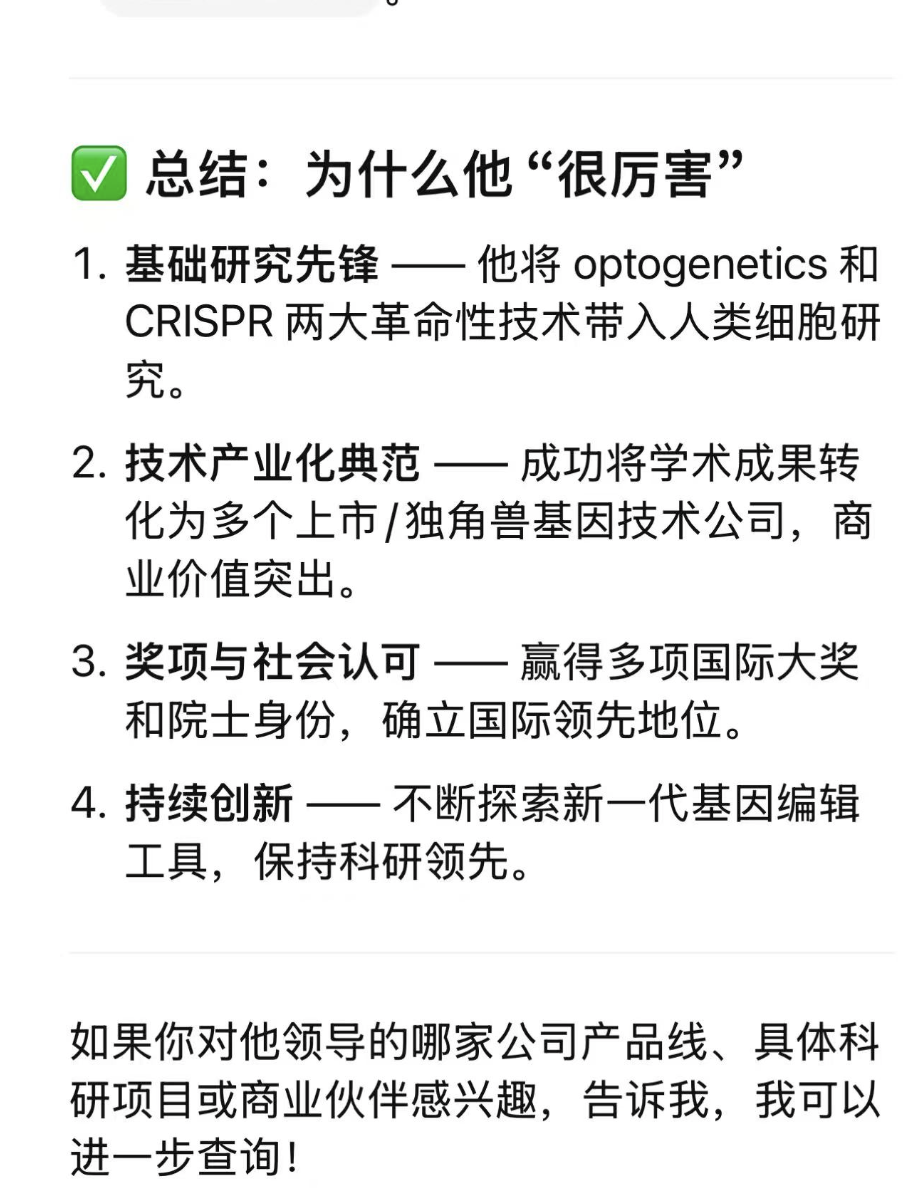 ✅ 总结：为什么他“很厉害”
1. 基础研究先锋 —— 他将 optogenetics 和
CRISPR 两大革命性技术带入人类细胞研
究。
2. 技术产业化典范 —— 成功将学术成果转
化为多个上市/独角兽基因技术公司，商
业价值突出。
3. 奖项与社会认可 —— 赢得多项国际大奖
和院士身份，确立国际领先地位。
4. 持续创新 —— 不断探索新一代基因编辑
工具，保持科研领先。
如果你对他领导的哪家公司产品线、具体科
研项目或商业伙伴感兴趣，告诉我，我可以
进一步查询！